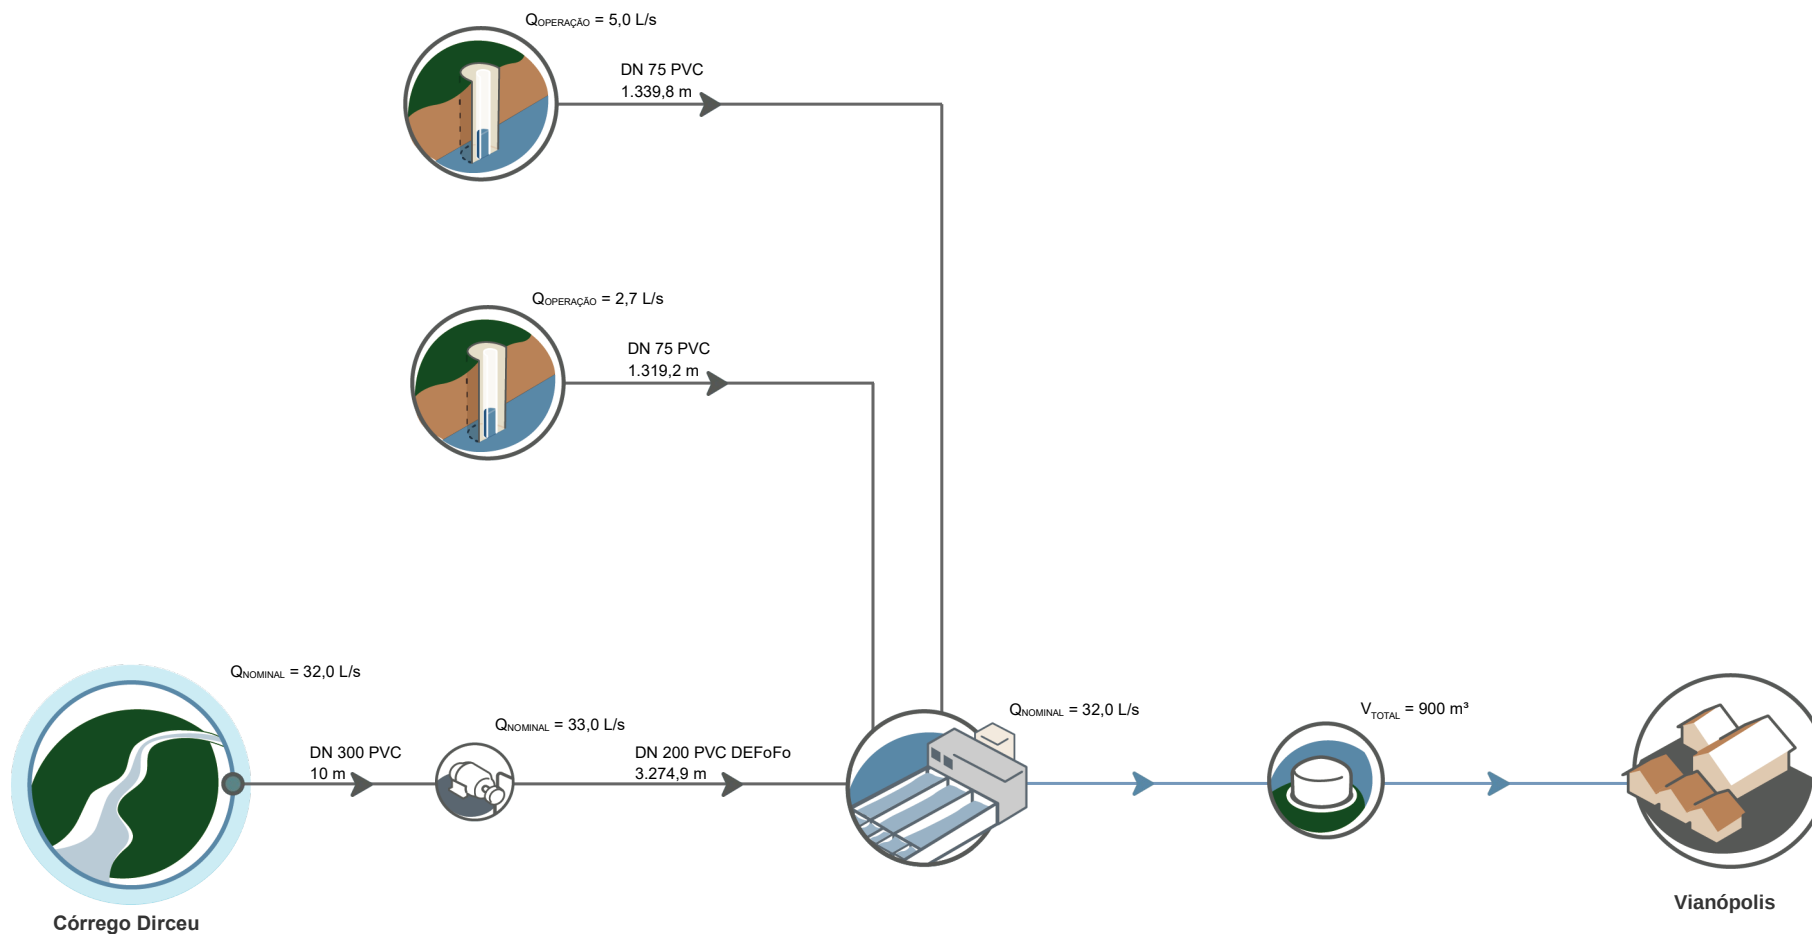 QOPERAÇÃO = 5,0 L/s
DN 75 PVC
1.339,8 m
QOPERAÇÃO = 2,7 L/s
DN 75 PVC
1.319,2 m
QNOMINAL = 32,0 L/s
QNOMINAL = 33,0 L/s
QNOMINAL = 32,0 L/s
VTOTAL = 900 m³
DN 300 PVC
10 m
DN 200 PVC DEFoFo
3.274,9 m
Córrego Dirceu
Vianópolis